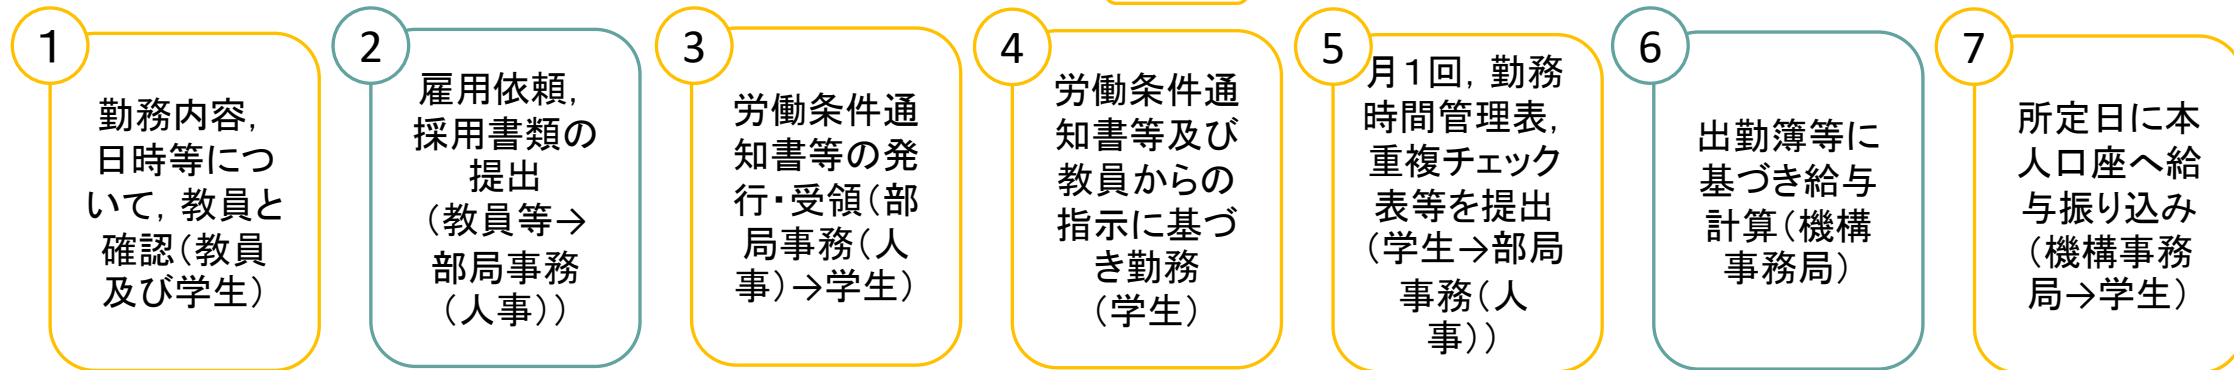 1
勤務内容,
日時等につ
いて, 教員と
確認(教員
及び学生)
2
雇用依頼,
採用書類の
提出
(教員等→
部局事務
(人事))
3
労働条件通
知書等の発
行・受領(部
局事務(人
事)→学生)
4
労働条件通
知書等及び
教員からの
指示に基づ
き勤務
(学生)
5
月1回, 勤務
時間管理表,
重複チェック
表等を提出
(学生→部局
事務(人
事))
6
出勤簿等に
基づき給与
計算(機構
事務局)
7
所定日に本
人口座へ給
与振り込み
(機構事務
局→学生)